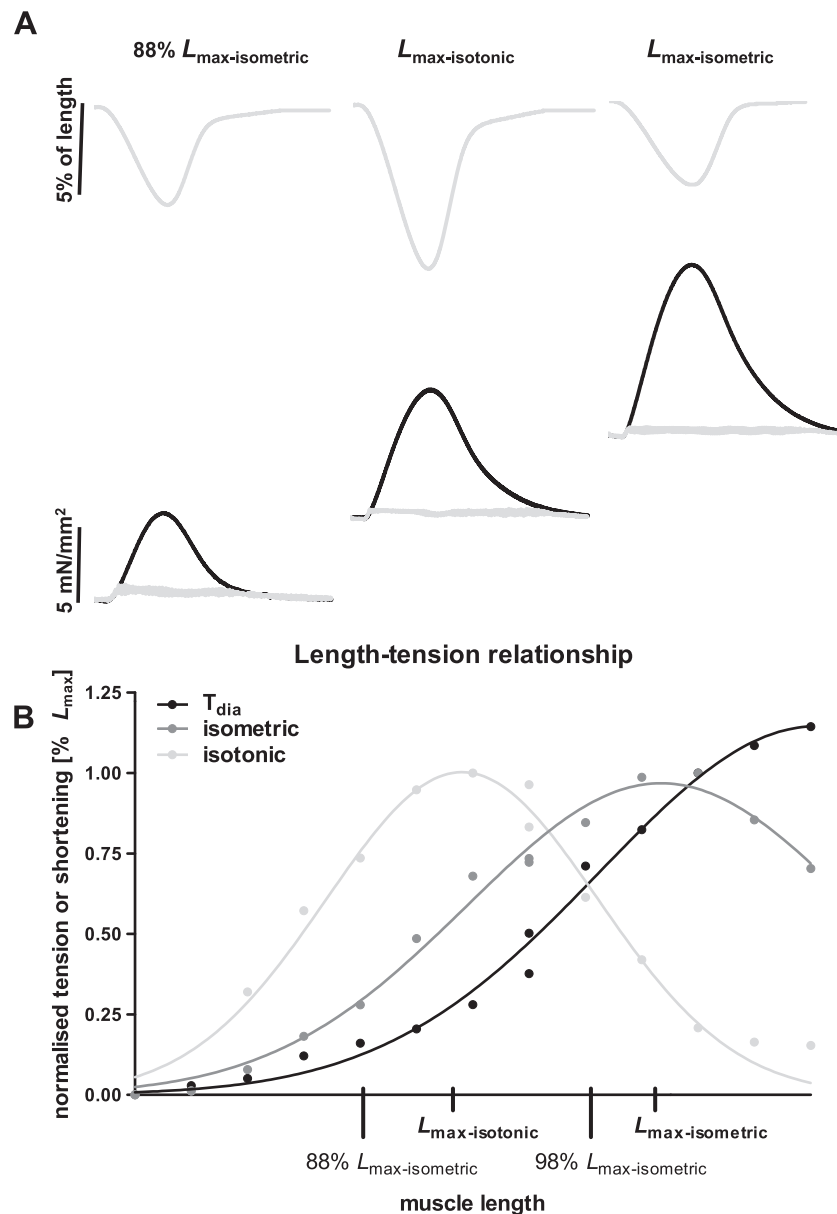 A
88% Lmax-isometric
Lmax-isotonic
Lmax-isometric
5% of length
5 mN/mm²
Length-tension relationship
B
normalised tension or shortening [% Lmax]
1.25
1.00
0.75
0.50
0.25
0.00
Tdia
isometric
isotonic
Lmax-isotonic
Lmax-isometric
88% Lmax-isometric
98% Lmax-isometric
muscle length